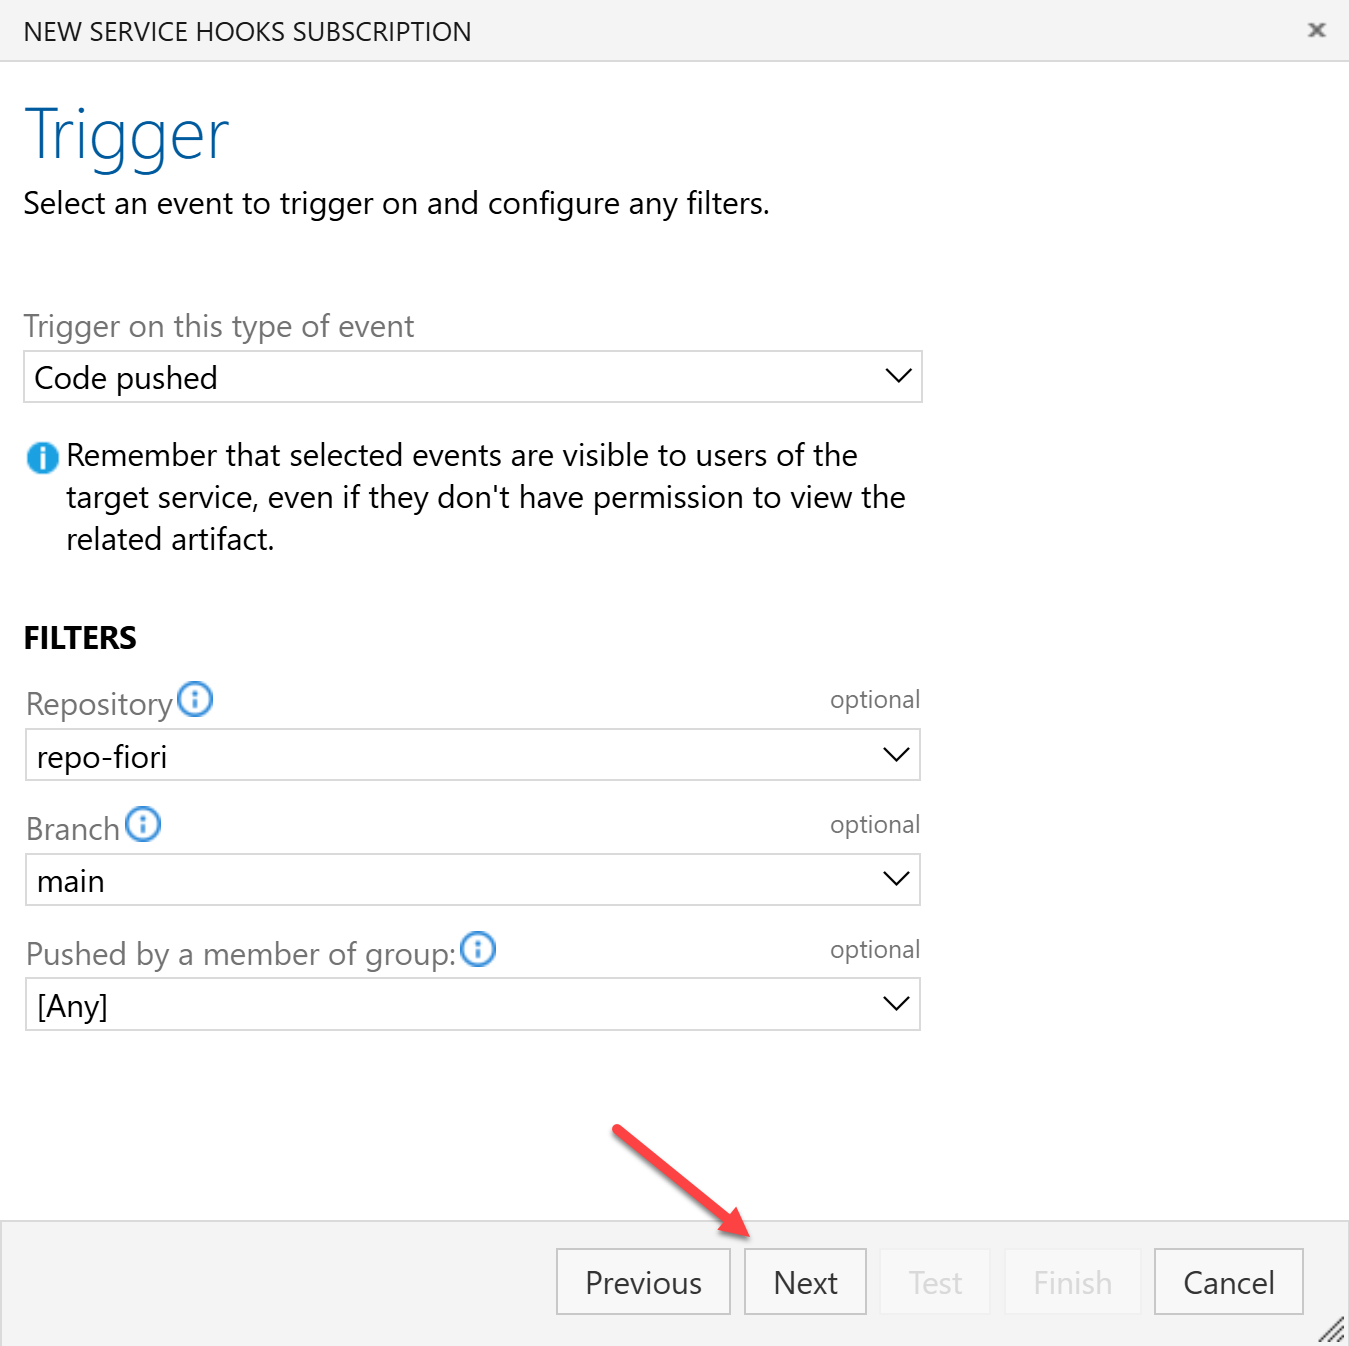 NEW SERVICE HOOKS SUBSCRIPTION
Trigger
Select an event to trigger on and configure any filters.
Trigger on this type of event
Code pushed
Remember that selected events are visible to users of the
target service, even if they don't have permission to view the
related artifact.
FILTERS
Repository optional
repo-fiori
Branch optional
main
Pushed by a member of group: optional
[Any]
Previous Next Test Finish Cancel